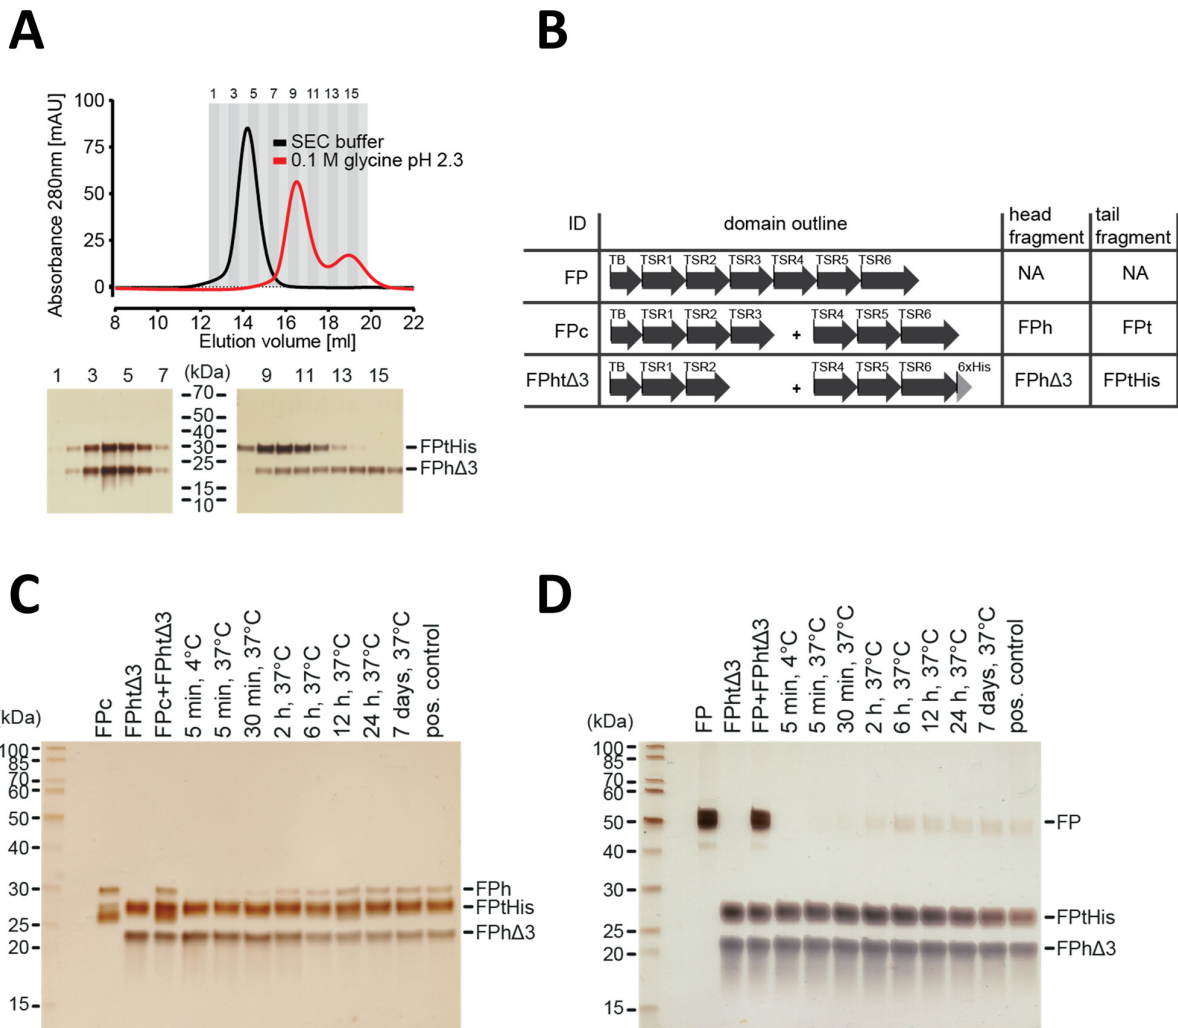 A
1 3 5 7 9 11 13 15
Absorbance 280nm [mAU]
100
75
50
25
0
SEC buffer
0.1 M glycine pH 2.3
8 10 12 14 16 18 20 22
Elution volume [ml]
1 3 5 7 (kDa) 9 11 13 15
70
50
40
30
25
15
10
FPtHis
FPhΔ3
B
ID domain outline head fragment tail fragment
FP TB TSR1 TSR2 TSR3 TSR4 TSR5 TSR6 NA NA
FPc TB TSR1 TSR2 TSR3 + TSR4 TSR5 TSR6 FPh FPt
FPhtΔ3 TB TSR1 TSR2 + TSR4 TSR5 TSR6 6xHis FPhΔ3 FPtHis
C
(kDa)
FPc
FPhtΔ3
FPc+FPhtΔ3
5 min, 4°C
5 min, 37°C
30 min, 37°C
2 h, 37°C
6 h, 37°C
12 h, 37°C
24 h, 37°C
7 days, 37°C
pos. control
100
85
70
60
50
40
30
25
20
15
FPh
FPtHis
FPhΔ3
D
(kDa)
FP
FPhtΔ3
FP+FPhtΔ3
5 min, 4°C
5 min, 37°C
30 min, 37°C
2 h, 37°C
6 h, 37°C
12 h, 37°C
24 h, 37°C
7 days, 37°C
pos. control
100
85
70
60
50
40
30
25
20
15
FP
FPtHis
FPhΔ3